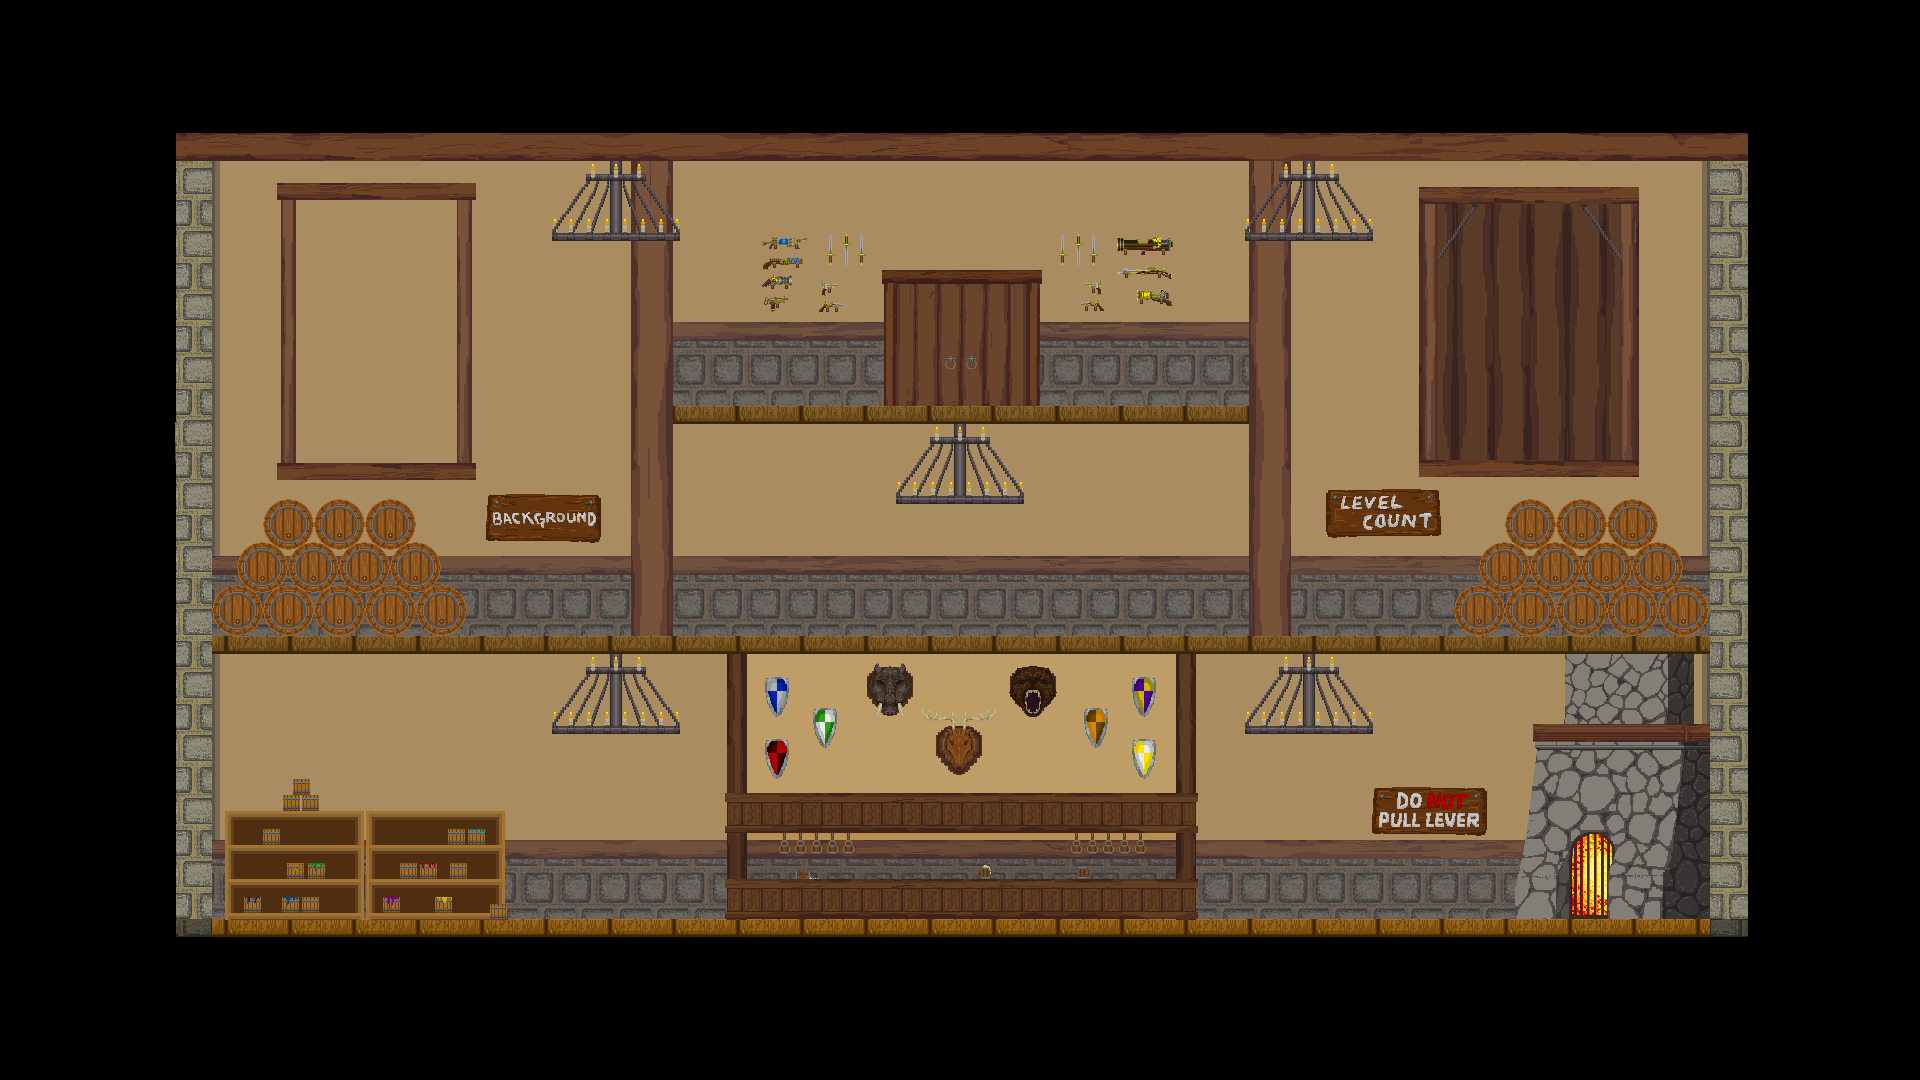 BACKGROUND
LEVEL
COUNT
DO NOT
PULL LEVER